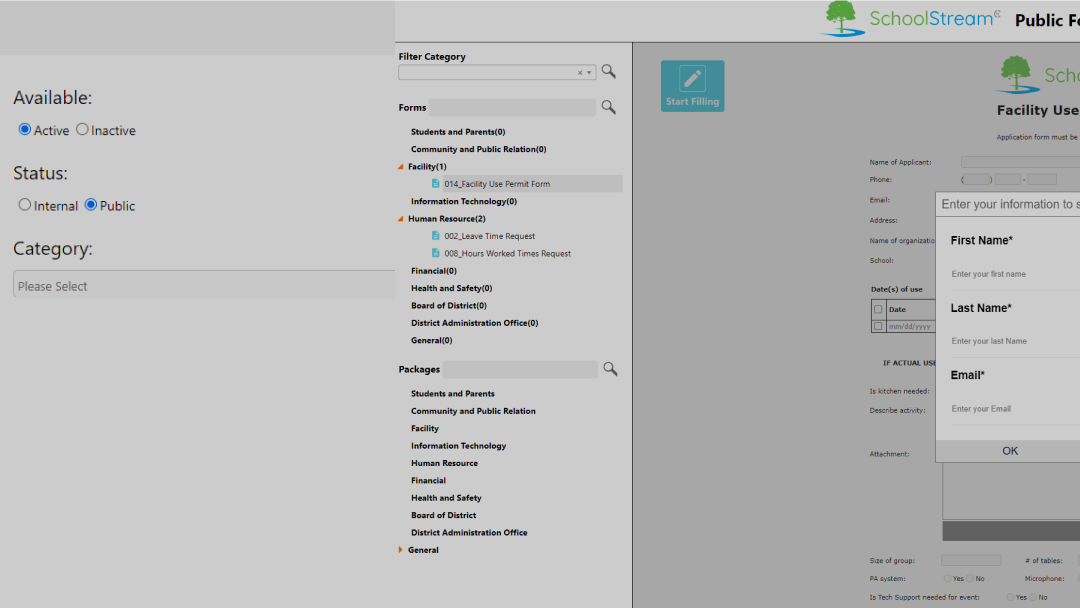 Available:
Active Inactive
Status:
Internal Public
Category:
Please Select
SchoolStream Public Fo
Filter Category
Forms
Students and Parents(0)
Community and Public Relation(0)
Facility(1)
014_Facility Use Permit Form
Information Technology(0)
Human Resource(2)
002_Leave Time Request
008_Hours Worked Times Request
Financial(0)
Health and Safety(0)
Board of District(0)
District Administration Office(0)
General(0)
Packages
Students and Parents
Community and Public Relation
Facility
Information Technology
Human Resource
Financial
Health and Safety
Board of District
District Administration Office
General
Start Filling
Scho
Facility Use
Application form must be
Name of Applicant:
Phone: ( ) -
Email:
Address:
Name of organizatio
School:
Date(s) of use
Date
mm/dd/yyyy
IF ACTUAL USE
Is kitchen needed:
Describe activity:
Attachment:
Enter your information to s
First Name*
Enter your first name
Last Name*
Enter your last Name
Email*
Enter your Email
OK
Size of group: # of tables:
PA system: Yes No Microphone:
Is Tech Support needed for event: Yes No